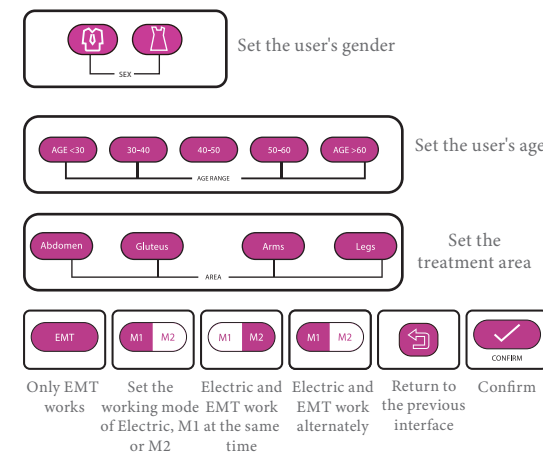 Set the user's gender
SEX
AGE <30 30-40 40-50 50-60 AGE >60
Set the user's age
AGE RANGE
Abdomen Gluteus Arms Legs
Set the
treatment area
AREA
EMT M1 M2 M1 M2 M1 M2
CONFIRM
Only EMT
works
Set the
working mode
of Electric, M1
or M2
Electric and
EMT work
at the same
time
Electric and
EMT work
alternately
Return to
the previous
interface
Confirm